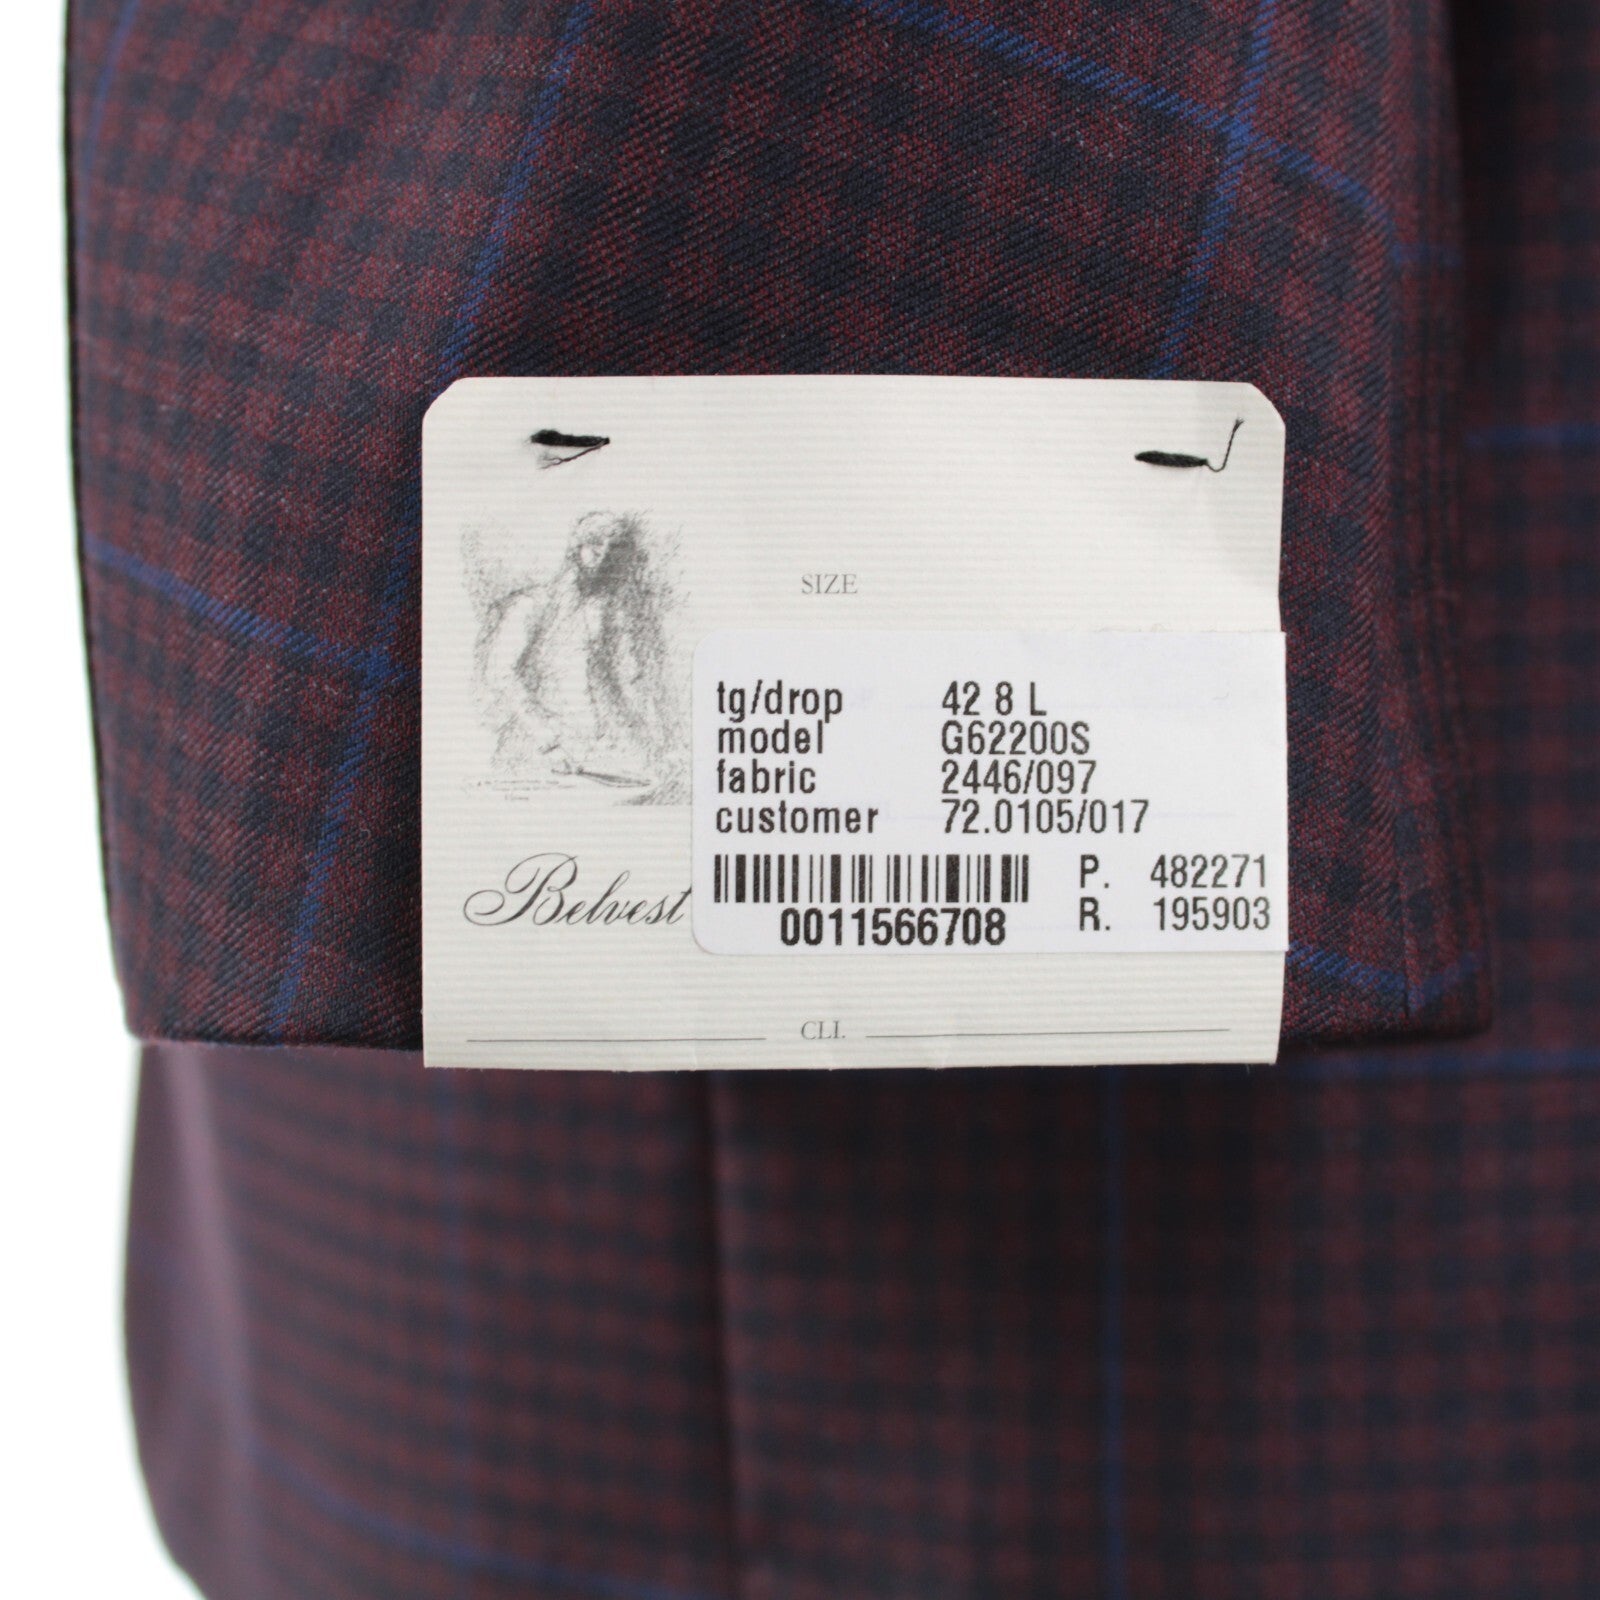 SIZE
tg/drop 42 8 L
model G62200S
fabric 2446/097
customer 72.0105/017
P. 482271
R. 195903
0011566708
Belvest
CLI.